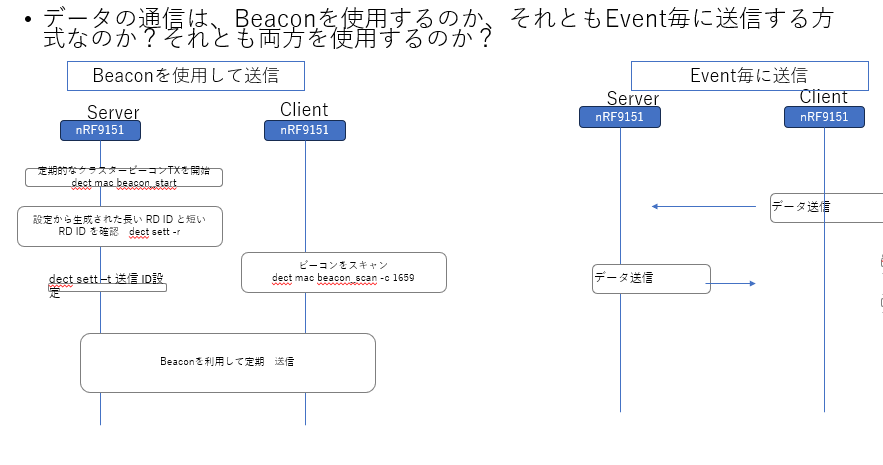 • データの通信は、Beaconを使用するのか、それともEvent毎に送信する方
式なのか？それとも両方を使用するのか？
Beaconを使用して送信
Server
Client
nRF9151
nRF9151
定期的なクラスタービーコンTXを開始
dect mac beacon_start
設定から生成された長い RD ID と短い
RD ID を確認　dect sett -r
dect sett –t 送信 ID設
定
ビーコンをスキャン
dect mac beacon_scan -c 1659
Beaconを利用して定期　送信
Event毎に送信
Server
Client
nRF9151
nRF9151
データ送信
データ送信